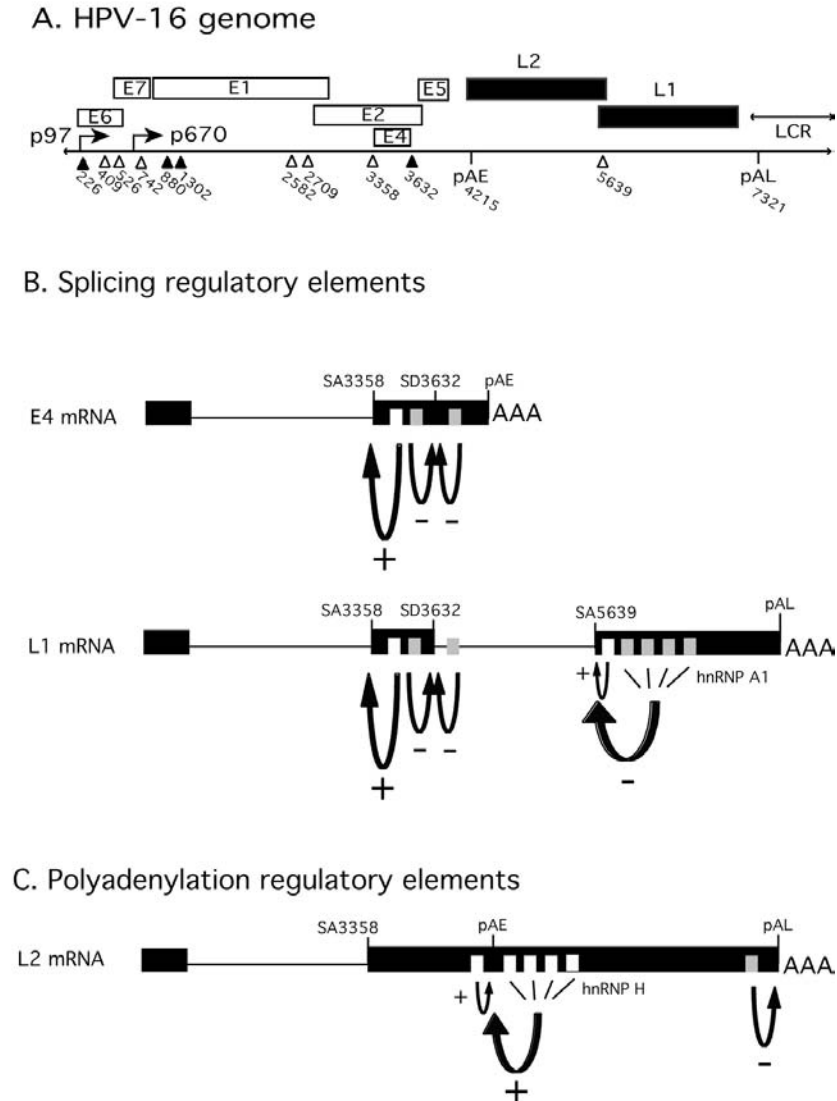 A. HPV-16 genome
L2
E7 E1 E5 L1
E6 E2
p97 p670 E4 LCR
226 409 526 742 880 1302 2582 2709 3358 3632 pAE 4215 5639 pAL 7321
B. Splicing regulatory elements
SA3358 SD3632 pAE
E4 mRNA AAA
- -
+
SA3358 SD3632 SA5639 pAL
L1 mRNA AAA
+ hnRNP A1
- -
+ -
C. Polyadenylation regulatory elements
SA3358 pAE pAL
L2 mRNA AAA
+ hnRNP H
+ -